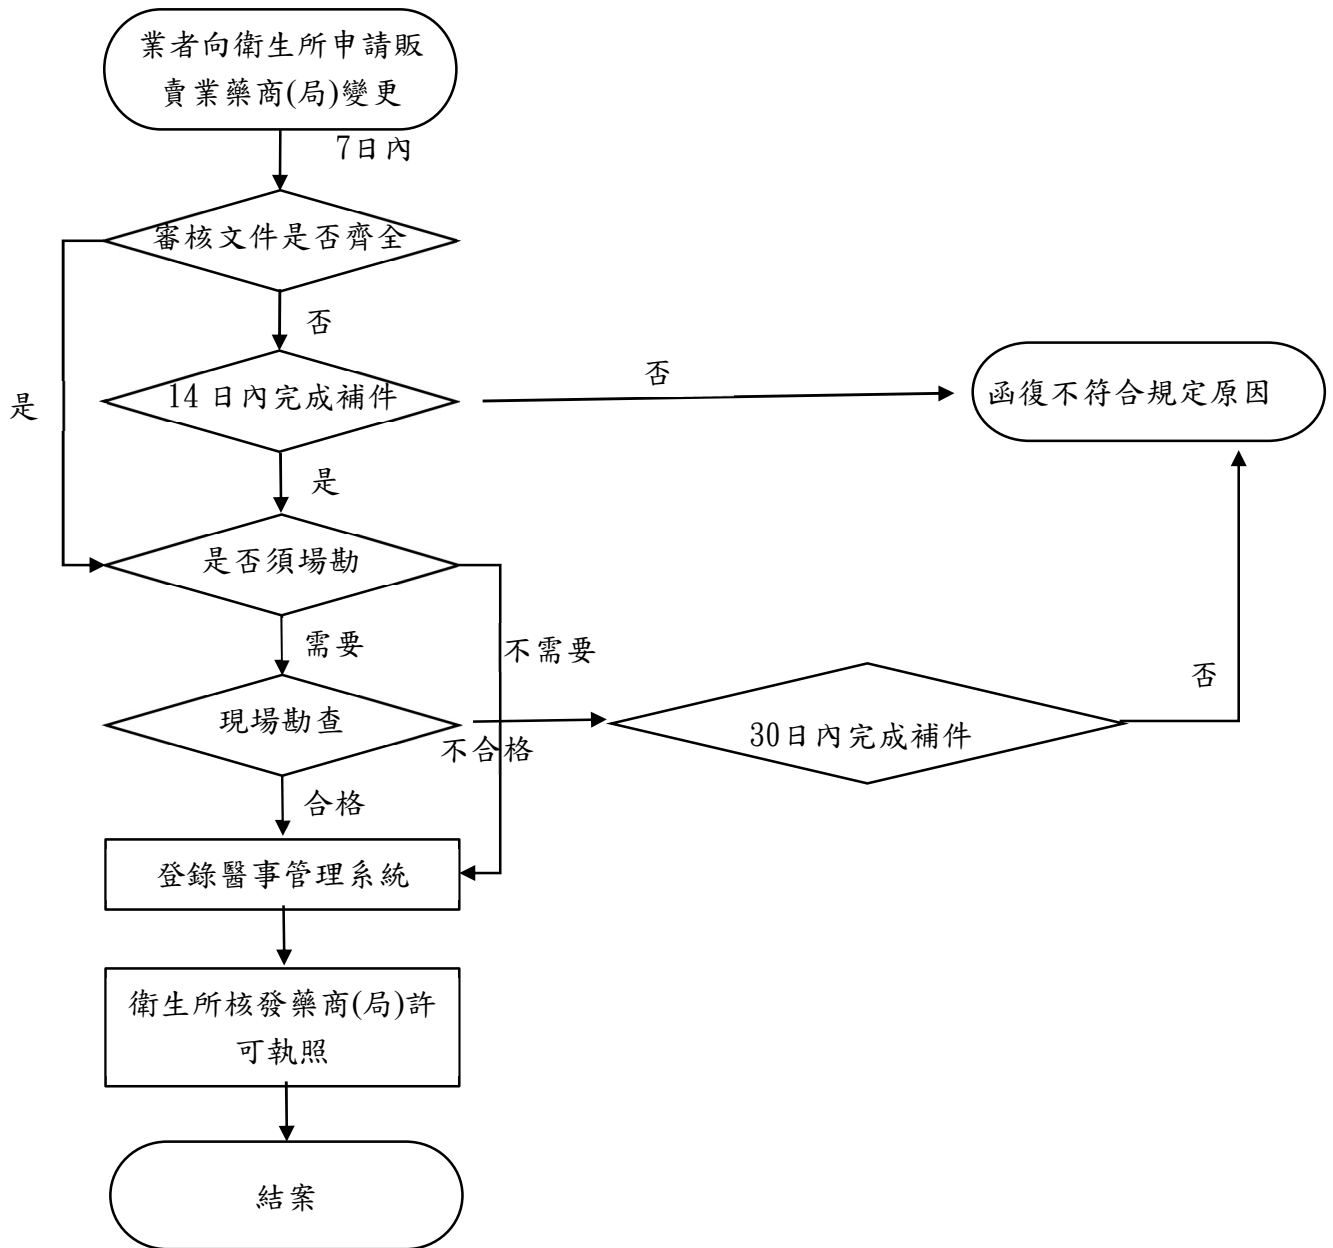 業者向衛生所申請販
賣業藥商(局)變更
7日內
審核文件是否齊全
否
14 日內完成補件
否
函復不符合規定原因
是
是
是否須場勘
需要
不需要
否
現場勘查
不合格
30日內完成補件
合格
登錄醫事管理系統
衛生所核發藥商(局)許
可執照
結案